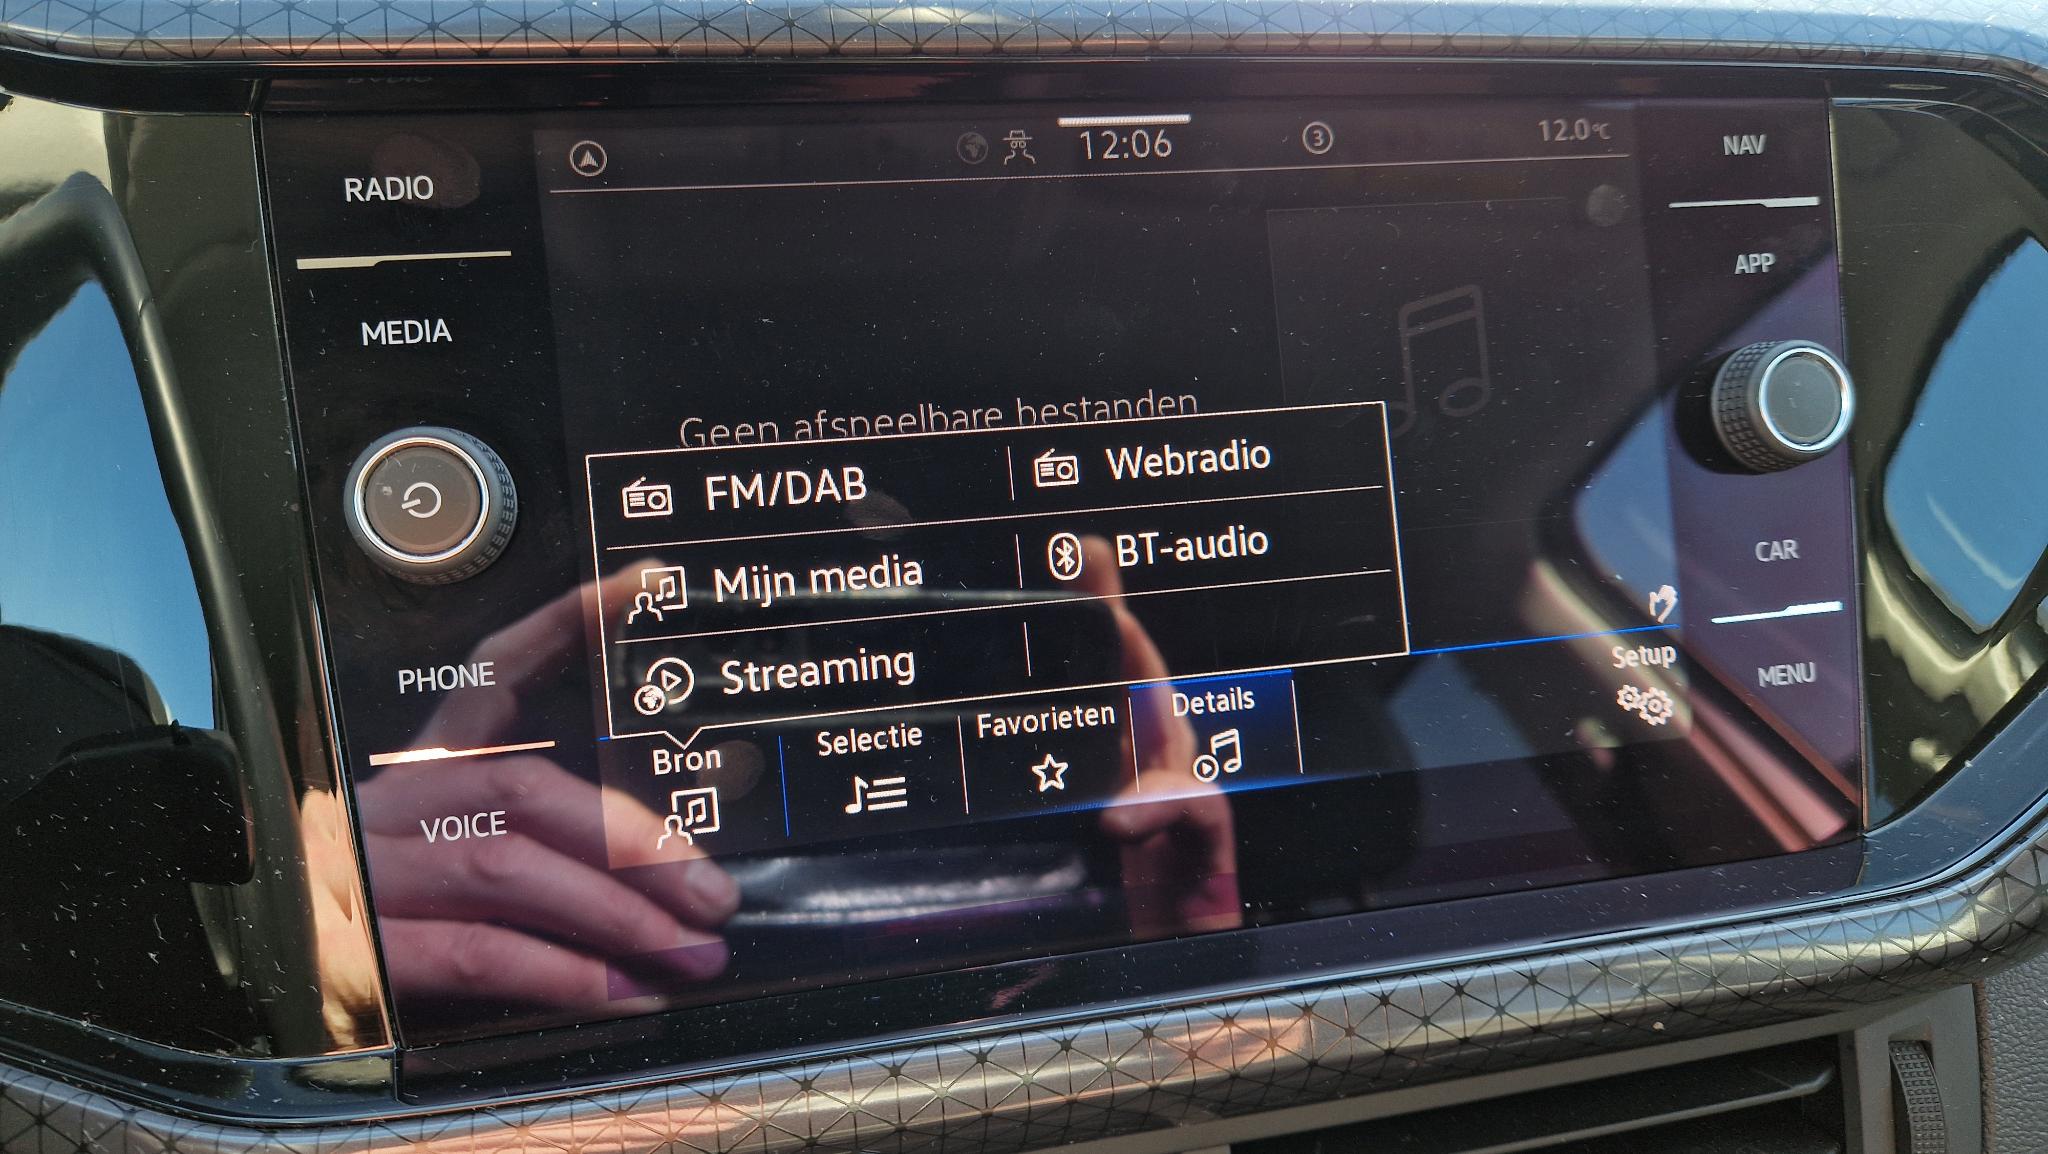 RADIO
MEDIA
PHONE
VOICE
12:06
3
12.0°C
Geen afspeelbare bestanden
FM/DAB
Webradio
Mijn media
BT-audio
Streaming
Bron
Selectie
Favorieten
Details
Setup
NAV
APP
CAR
MENU